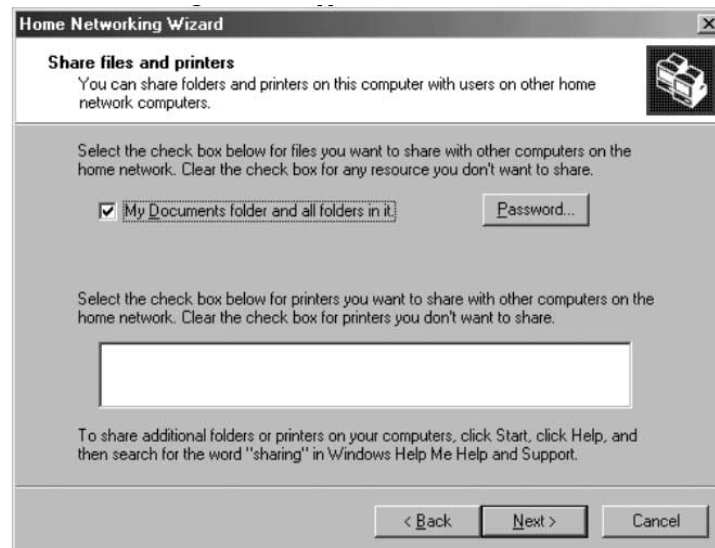 Home Networking Wizard
Share files and printers
You can share folders and printers on this computer with users on other home
network computers.
Select the check box below for files you want to share with other computers on the
home network. Clear the check box for any resource you don't want to share.
My Documents folder and all folders in it. Password...
Select the check box below for printers you want to share with other computers on the
home network. Clear the check box for printers you don't want to share.
To share additional folders or printers on your computers, click Start, click Help, and
then search for the word "sharing" in Windows Help Me Help and Support.
< Back Next > Cancel